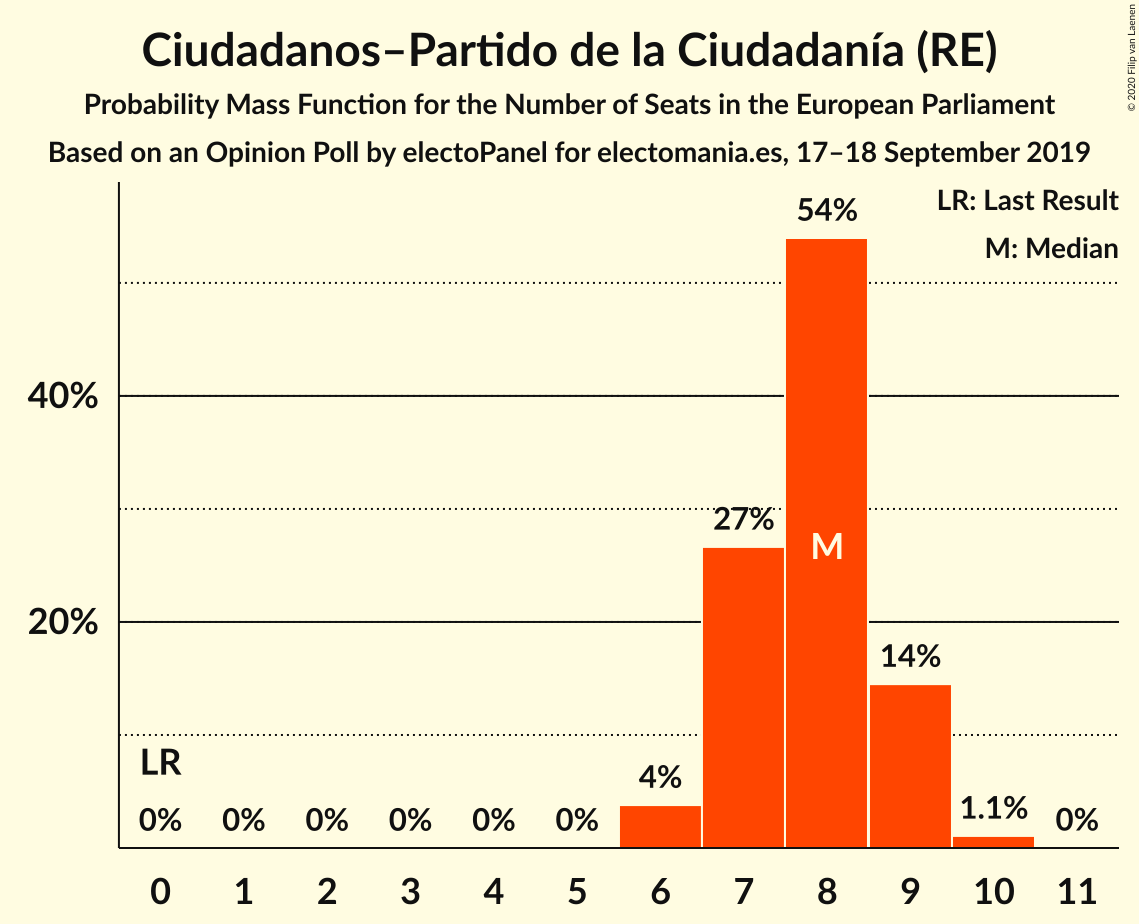 Ciudadanos–Partido de la Ciudadanía (RE)
Probability Mass Function for the Number of Seats in the European Parliament
Based on an Opinion Poll by electoPanel for electomania.es, 17–18 September 2019
© 2020 Filip van Laenen
LR: Last Result
M: Median
54%
40%
27%
M
20%
14%
LR
4%
1.1%
0% 0% 0% 0% 0% 0% 0%
0 1 2 3 4 5 6 7 8 9 10 11